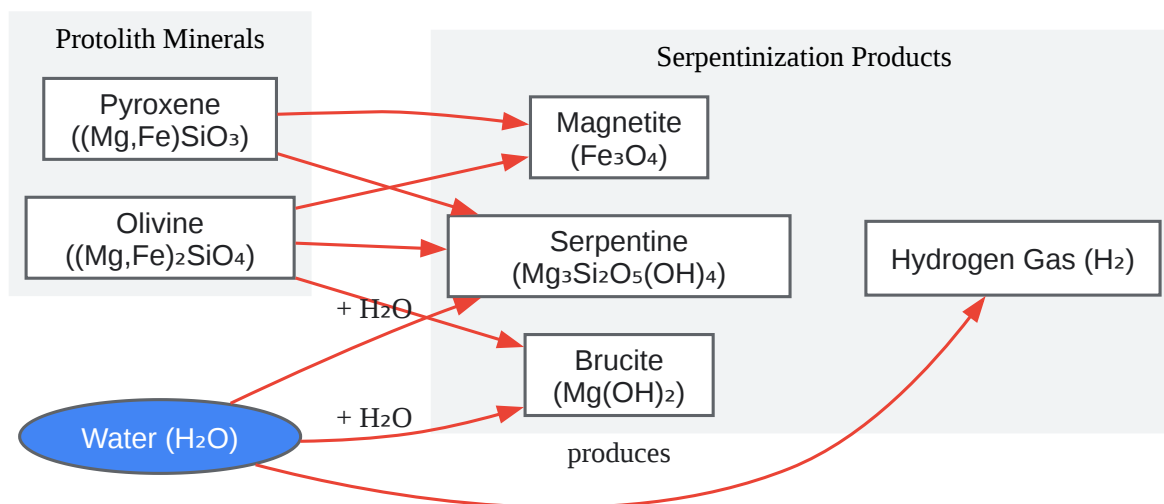 Protolith Minerals
Serpentinization Products
Pyroxene
((Mg,Fe)SiO₃)
Magnetite
(Fe₃O₄)
Olivine
((Mg,Fe)₂SiO₄)
Serpentine
(Mg₃Si₂O₅(OH)₄)
Hydrogen Gas (H₂)
+ H₂O
Brucite
(Mg(OH)₂)
+ H₂O
Water (H₂O)
produces